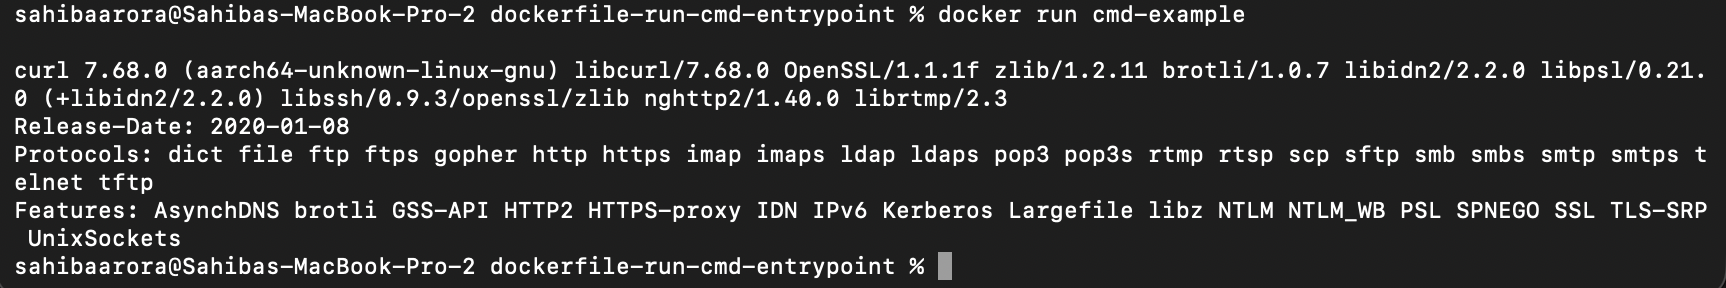 sahibaarora@Sahibas-MacBook-Pro-2 dockerfile-run-cmd-entrypoint % docker run cmd-example
curl 7.68.0 (aarch64-unknown-linux-gnu) libcurl/7.68.0 OpenSSL/1.1.1f zlib/1.2.11 brotli/1.0.7 libidn2/2.2.0 libpsl/0.21.
0 (+libidn2/2.2.0) libssh/0.9.3/openssl/zlib nghttp2/1.40.0 librtmp/2.3
Release-Date: 2020-01-08
Protocols: dict file ftp ftps gopher http https imap imaps ldap ldaps pop3 pop3s rtmp rtsp scp sftp smb smbs smtp smtps t
elnet tftp
Features: AsynchDNS brotli GSS-API HTTP2 HTTPS-proxy IDN IPv6 Kerberos Largefile libz NTLM NTLM_WB PSL SPNEGO SSL TLS-SRP
 UnixSockets
sahibaarora@Sahibas-MacBook-Pro-2 dockerfile-run-cmd-entrypoint %